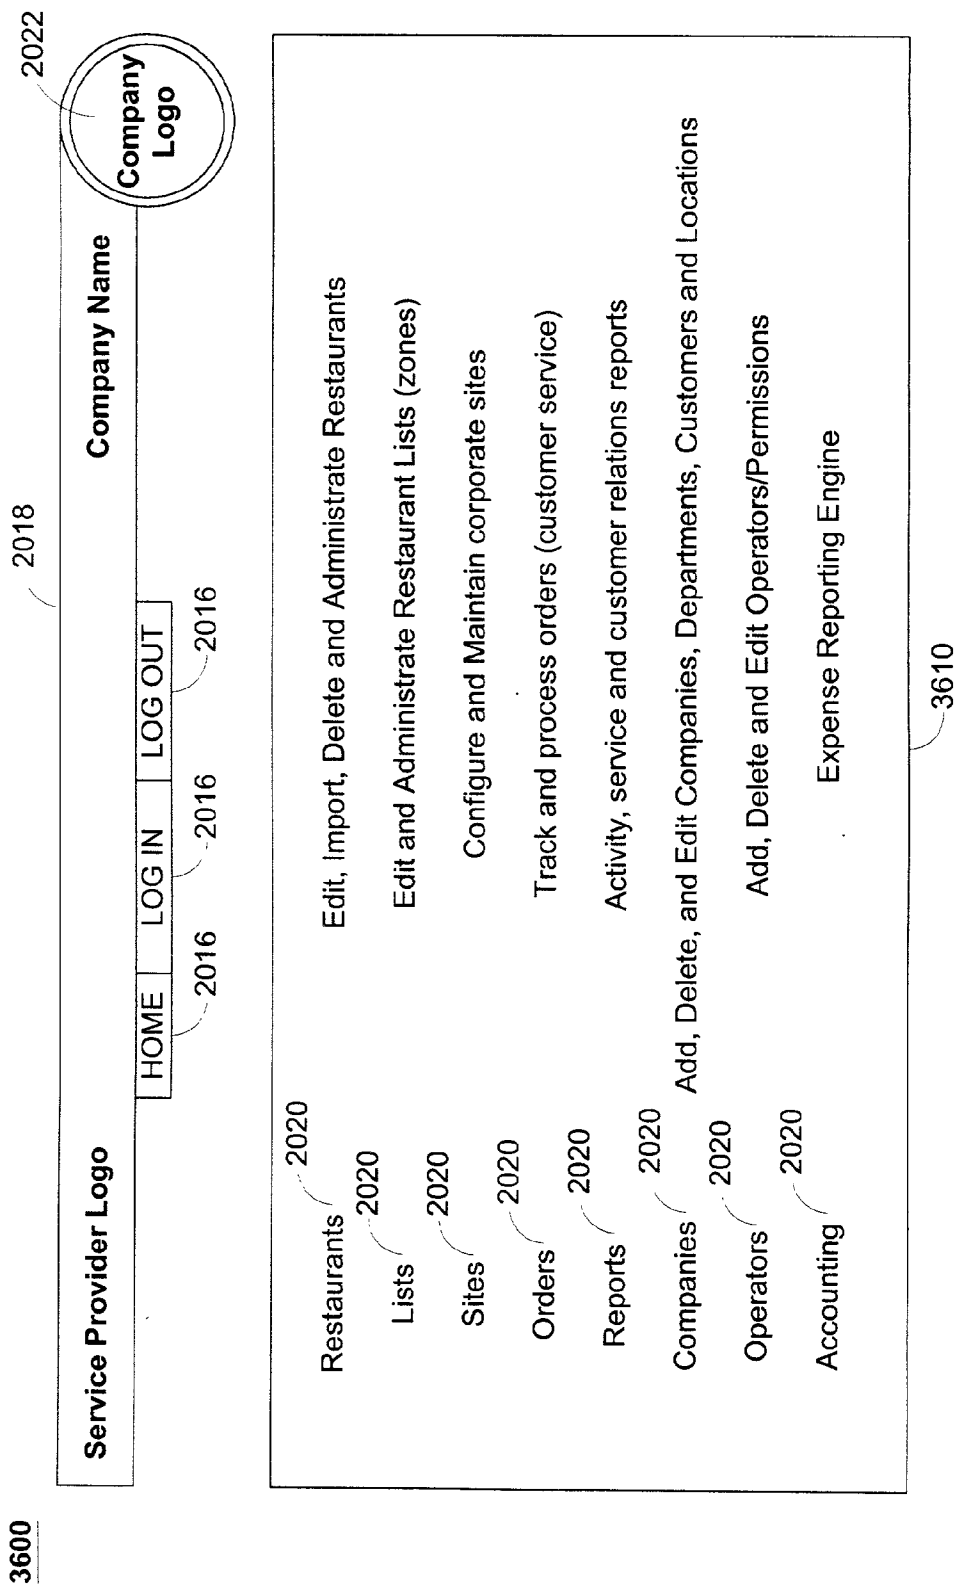 3600
2018
2022
Service Provider Logo
Company Name
Company
Logo
HOME
LOG IN
LOG OUT
2016
2016
2016
2020
Restaurants
Edit, Import, Delete and Administrate Restaurants
2020
Lists
Edit and Administrate Restaurant Lists (zones)
2020
Sites
Configure and Maintain corporate sites
2020
Orders
Track and process orders (customer service)
2020
Reports
Activity, service and customer relations reports
2020
Companies
Add, Delete, and Edit Companies, Departments, Customers and Locations
2020
Operators
Add, Delete and Edit Operators/Permissions
2020
Accounting
Expense Reporting Engine
3610